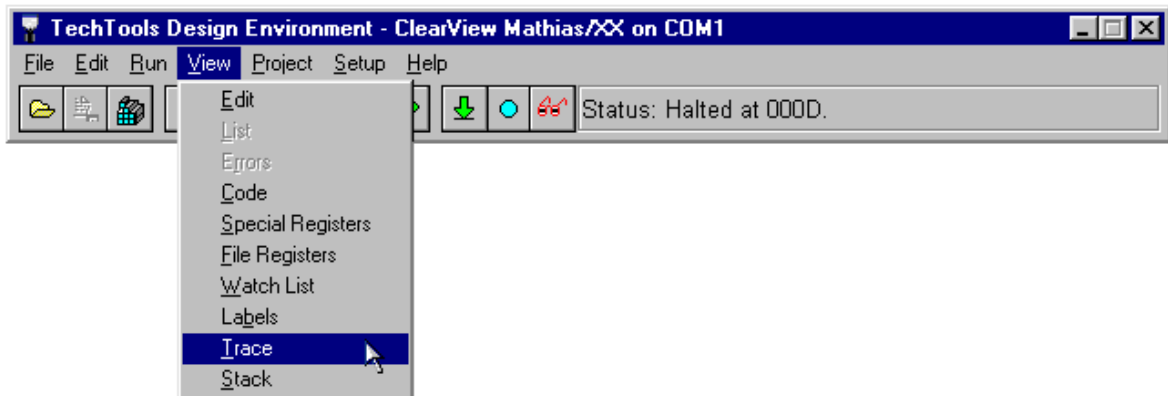 TechTools Design Environment - ClearView Mathias/XX on COM1
File Edit Run View Project Setup Help
Status: Halted at 000D.
Edit
List
Errors
Code
Special Registers
File Registers
Watch List
Labels
Trace
Stack